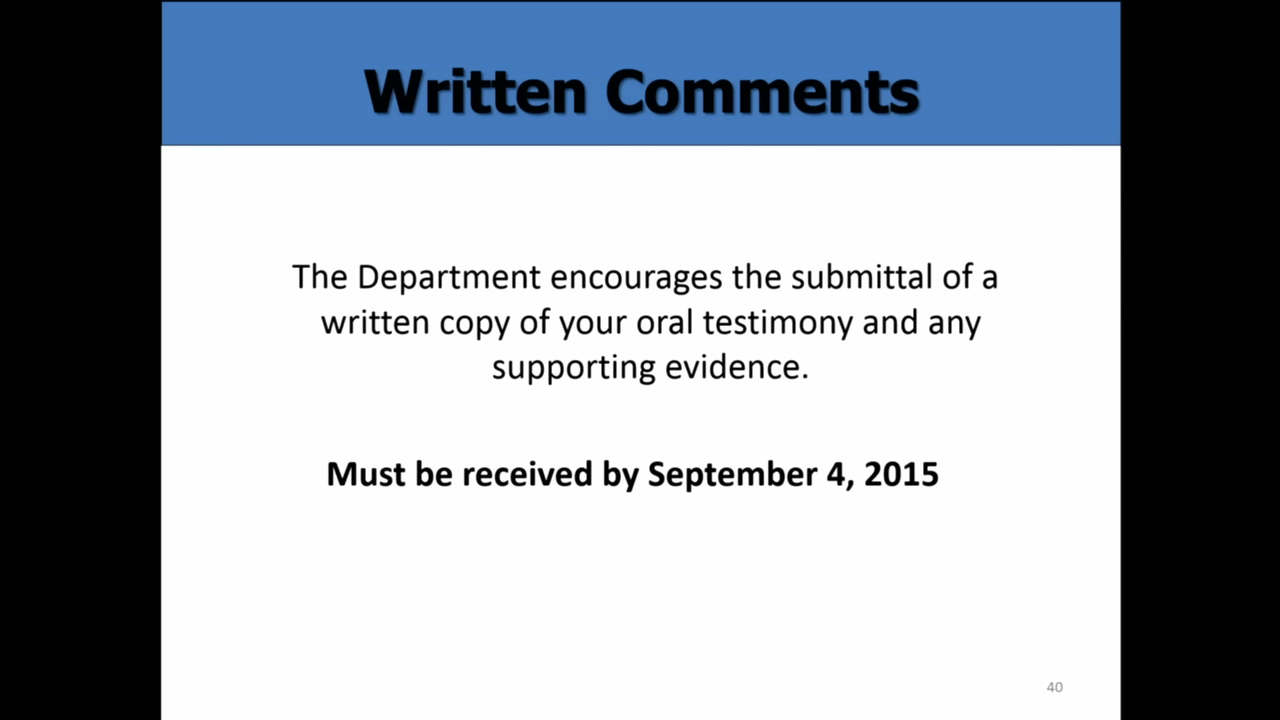 Written Comments
The Department encourages the submittal of a
written copy of your oral testimony and any
supporting evidence.
Must be received by September 4, 2015
40